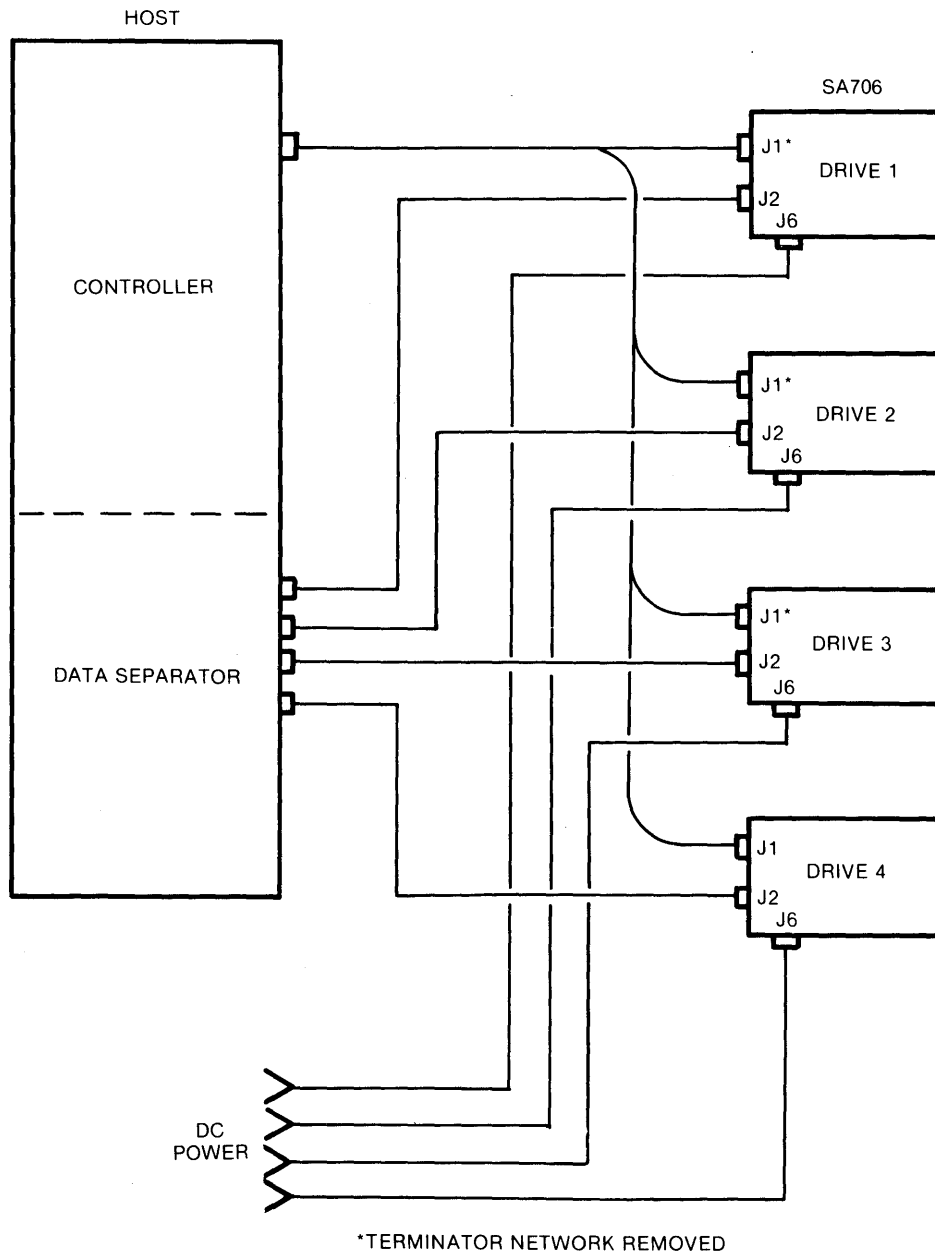 HOST
SA706
J1*
DRIVE 1
J2
J6
CONTROLLER
J1*
DRIVE 2
J2
J6
J1*
DRIVE 3
J2
J6
DATA SEPARATOR
J1
DRIVE 4
J2
J6
DC
POWER
*TERMINATOR NETWORK REMOVED